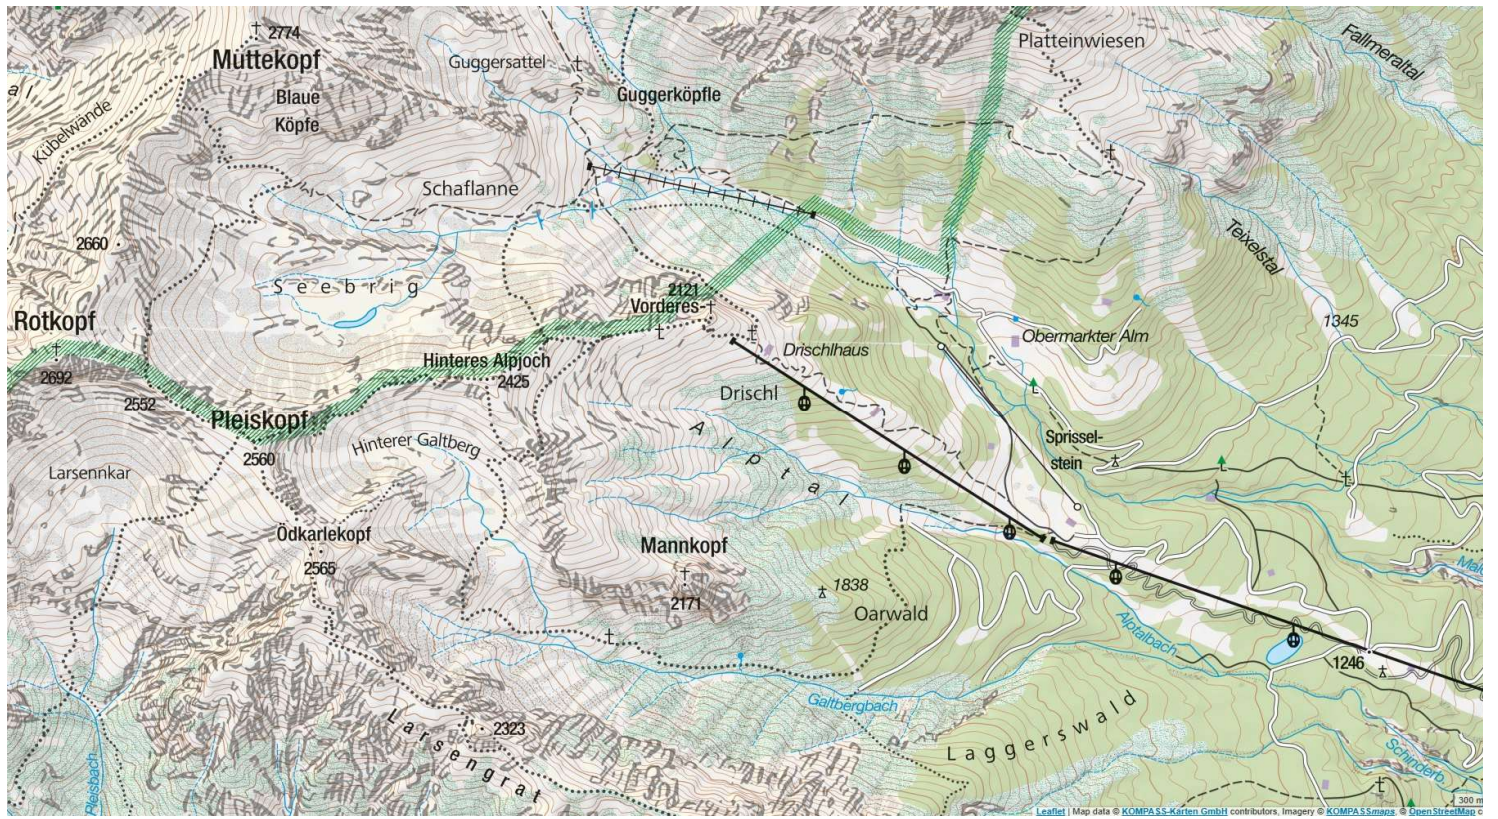 2774
Muttekopf
Guggersattel
Platteinwiesen
Fallmeraltal
Blaue
Köpfe
Guggerköpfle
Kübelwände
Schaflanne
2660
Teixelstal
Seebrig
2121
Vorderes-
Rotkopf
1345
Obermarkter Alm
Drischlhaus
Hinteres Alpjoch
2692
2425
2552
Drischl
Pleiskopf
Alptal
Hinterer Galtberg
Sprissel-
stein
2560
Larsennkar
Ödkarlekopf
Mannkopf
2565
1838
2171
Oarwald
Alptalbach
1246
Galtbergbach
2323
Larsengrat
Laggerswald
Schinderb.
Pleisbach
300 m
Leaflet | Map data © KOMPASS-Karten GmbH contributors, Imagery © KOMPASSmaps, © OpenStreetMap c